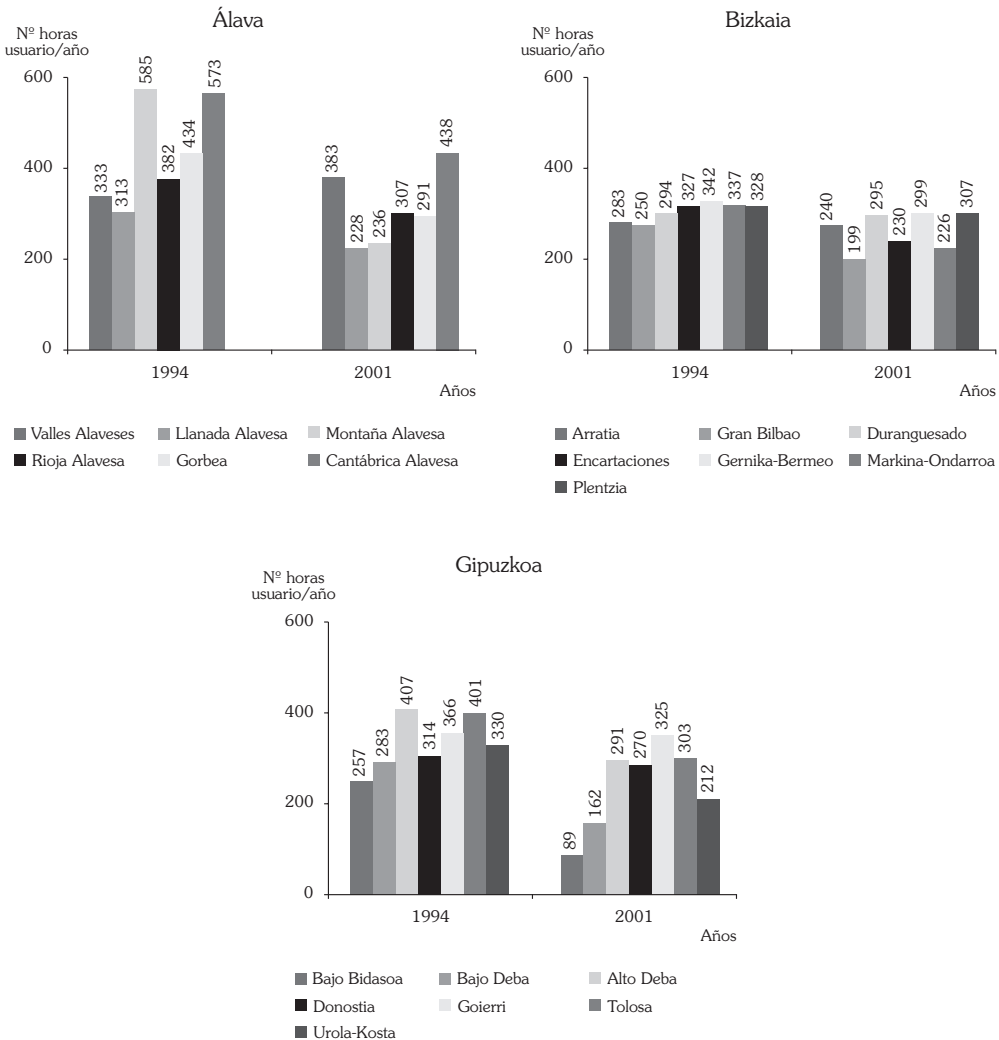 Álava
Nº horas
usuario/año
600
400
200
0
333
313
585
382
434
573
383
228
236
307
291
438
1994
2001
Años
Valles Alaveses
Llanada Alavesa
Montaña Alavesa
Rioja Alavesa
Gorbea
Cantábrica Alavesa
Bizkaia
Nº horas
usuario/año
600
400
200
0
283
250
294
327
342
337
328
240
199
295
230
299
226
307
1994
2001
Años
Arratia
Gran Bilbao
Duranguesado
Encartaciones
Gernika-Bermeo
Markina-Ondarroa
Plentzia
Gipuzkoa
Nº horas
usuario/año
600
400
200
0
257
283
407
314
366
401
330
89
162
291
270
325
303
212
1994
2001
Años
Bajo Bidasoa
Bajo Deba
Alto Deba
Donostia
Goierri
Tolosa
Urola-Kosta